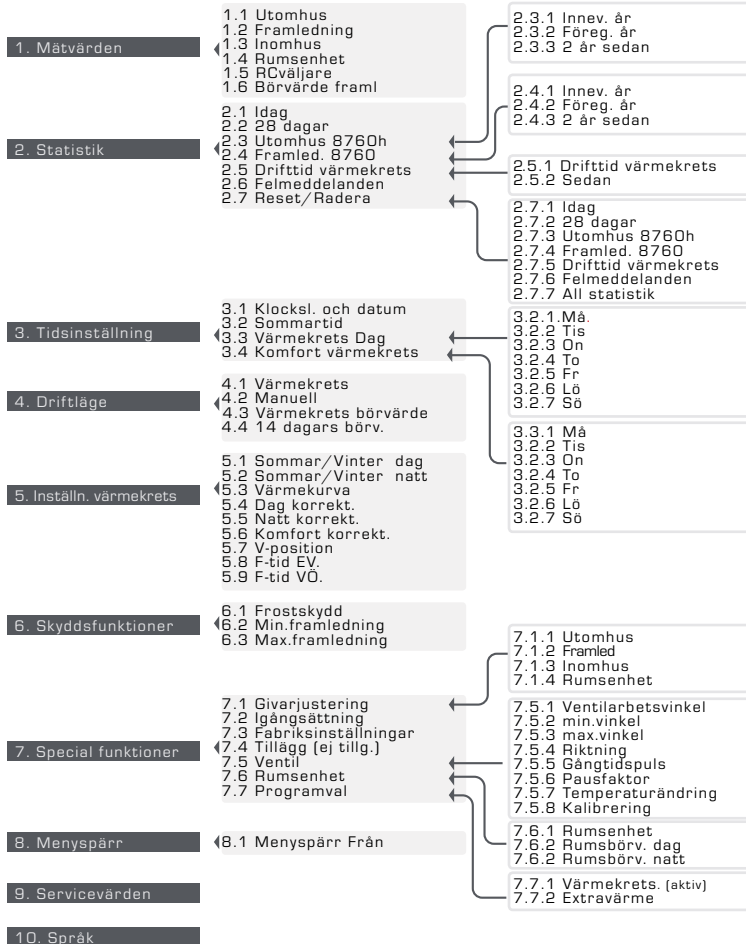 1. Mätvärden
1.1 Utomhus
1.2 Framledning
1.3 Inomhus
1.4 Rumsenhet
1.5 RCväljare
1.6 Börvärde framl
2. Statistik
2.1 Idag
2.2 28 dagar
2.3 Utomhus 8760h
2.4 Framled. 8760
2.5 Drifttid värmekrets
2.6 Felmeddelanden
2.7 Reset/Radera
2.3.1 Innev. år
2.3.2 Föreg. år
2.3.3 2 år sedan
2.4.1 Innev. år
2.4.2 Föreg. år
2.4.3 2 år sedan
2.5.1 Drifttid värmekrets
2.5.2 Sedan
2.7.1 Idag
2.7.2 28 dagar
2.7.3 Utomhus 8760h
2.7.4 Framled. 8760
2.7.5 Drifttid värmekrets
2.7.6 Felmeddelanden
2.7.7 All statistik
3. Tidsinställning
3.1 Klocksl. och datum
3.2 Sommartid
3.3 Värmekrets Dag
3.4 Komfort värmekrets
3.2.1.Må.
3.2.2 Tis
3.2.3 On
3.2.4 To
3.2.5 Fr
3.2.6 Lö
3.2.7 Sö
3.3.1 Må
3.2.2 Tis
3.2.3 On
3.2.4 To
3.2.5 Fr
3.2.6 Lö
3.2.7 Sö
4. Driftläge
4.1 Värmekrets
4.2 Manuell
4.3 Värmekrets börvärde
4.4 14 dagars börv.
5. Inställn. värmekrets
5.1 Sommar/Vinter dag
5.2 Sommar/Vinter natt
5.3 Värmekurva
5.4 Dag korrekt.
5.5 Natt korrekt.
5.6 Komfort korrekt.
5.7 V-position
5.8 F-tid EV.
5.9 F-tid VÖ.
6. Skyddsfunktioner
6.1 Frostskydd
6.2 Min.framledning
6.3 Max.framledning
7. Special funktioner
7.1 Givarjustering
7.2 Igångsättning
7.3 Fabriksinställningar
7.4 Tillägg (ej tillg.)
7.5 Ventil
7.6 Rumsenhet
7.7 Programval
7.1.1 Utomhus
7.1.2 Framled
7.1.3 Inomhus
7.1.4 Rumsenhet
7.5.1 Ventilarbetsvinkel
7.5.2 min.vinkel
7.5.3 max.vinkel
7.5.4 Riktning
7.5.5 Gångtidspuls
7.5.6 Pausfaktor
7.5.7 Temperaturändring
7.5.8 Kalibrering
7.6.1 Rumsenhet
7.6.2 Rumsbörv. dag
7.6.2 Rumsbörv. natt
7.7.1 Värmekrets. (aktiv)
7.7.2 Extravärme
8. Menyspärr
8.1 Menyspärr Från
9. Servicevärden
10. Språk